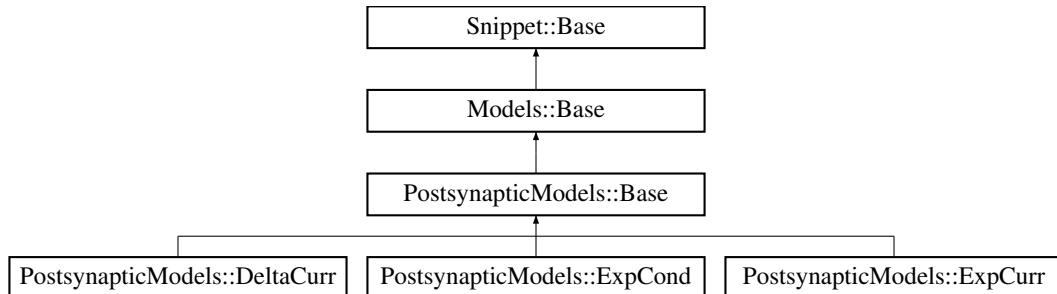 Snippet::Base
Models::Base
PostsynapticModels::Base
PostsynapticModels::DeltaCurr PostsynapticModels::ExpCond PostsynapticModels::ExpCurr